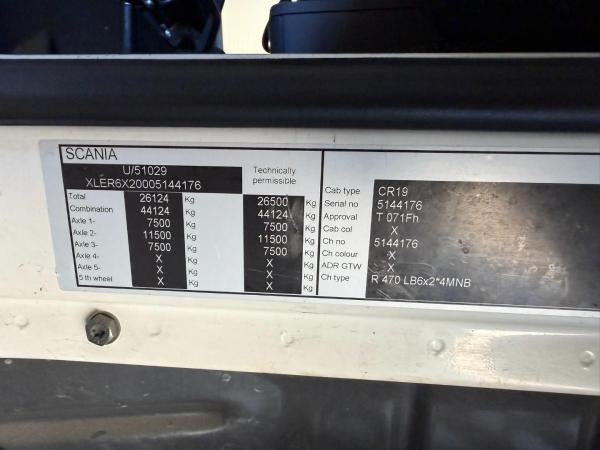 SCANIA
U/51029
XLER6X20005144176
Technically permissible
Total 26124 Kg 26500 Kg
Combination 44124 Kg 44124 Kg
Axle 1- 7500 Kg 7500 Kg
Axle 2- 11500 Kg 11500 Kg
Axle 3- 7500 Kg 7500 Kg
Axle 4- X Kg X Kg
Axle 5- X Kg X Kg
5 th wheel X Kg X Kg
Cab type CR19
Serial no 5144176
Approval T 071Fh
Cab col X
Ch no 5144176
Ch colour X
ADR GTW X
Ch type R 470 LB6x2*4MNB